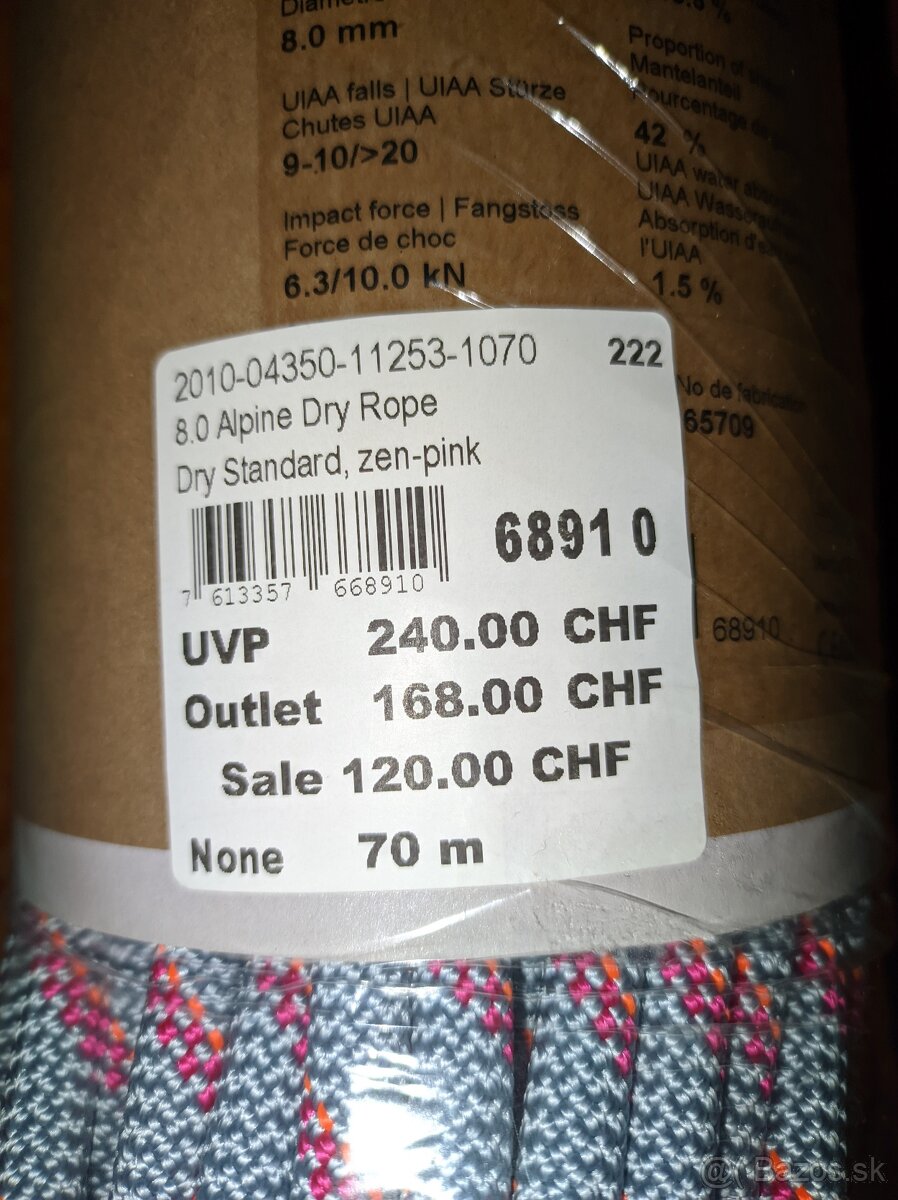 8.0 mm
UIAA falls | UIAA Stürze
Chutes UIAA
9-10/>20
Impact force | Fangstoss
Force de choc
6.3/10.0 kN
%
Proportion of
Mantelanteil
Pourcentage de
42 %
UIAA water
UIAA
Absorption
l'UIAA
1.5 %
No de fabrication
65709
68910
2010-04350-11253-1070 222
8.0 Alpine Dry Rope
Dry Standard, zen-pink
7 613357 668910
6891 0
UVP 240.00 CHF
Outlet 168.00 CHF
Sale 120.00 CHF
None 70 m
@ Bazos.sk